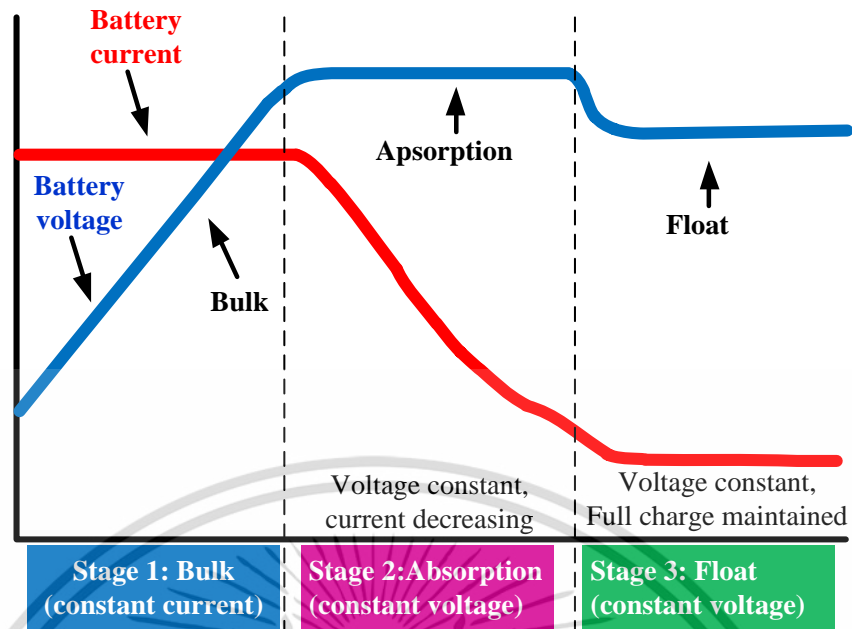 Battery
current
Apsorption
Battery
voltage
Float
Bulk
Voltage constant,
current decreasing
Voltage constant,
Full charge maintained
Stage 1: Bulk
(constant current)
Stage 2:Absorption
(constant voltage)
Stage 3: Float
(constant voltage)